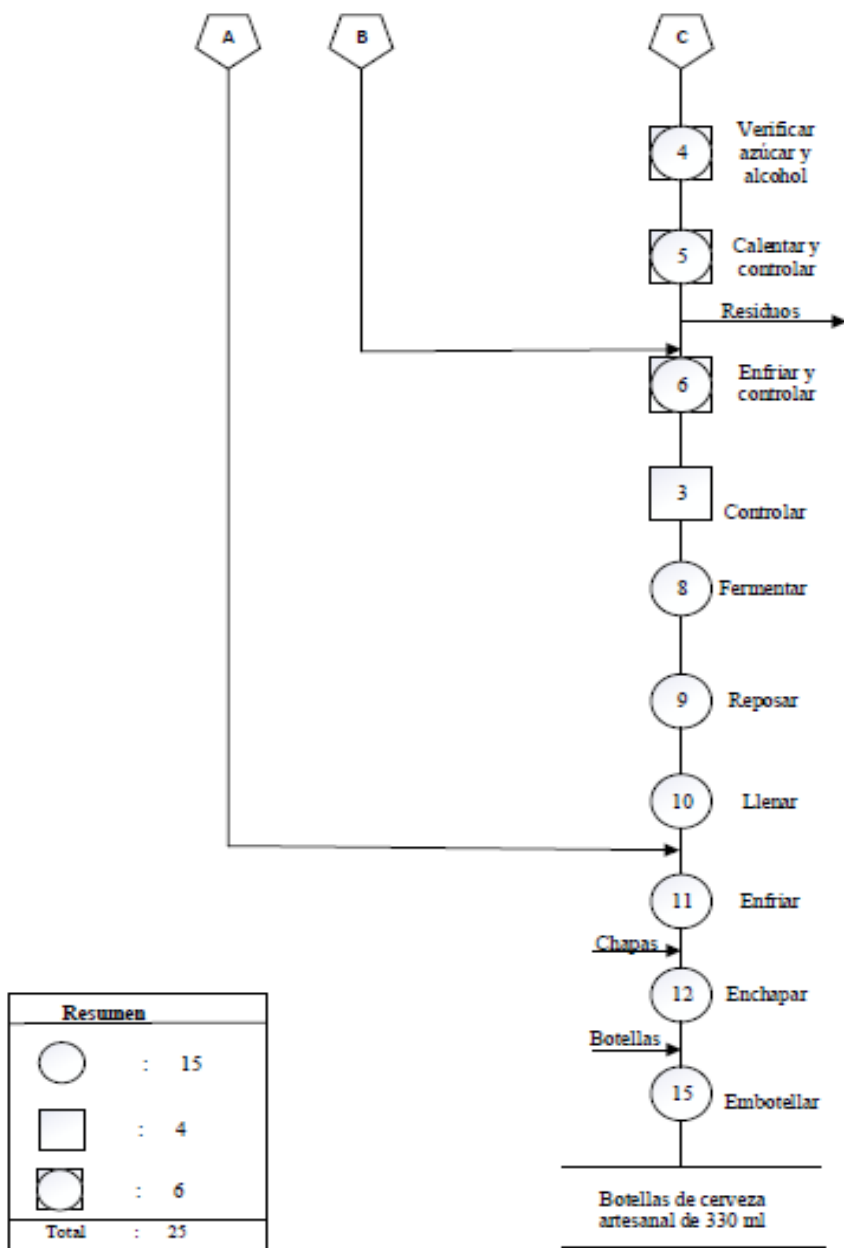 A
B
C
4
Verificar
azúcar y
alcohol
5
Calentar y
controlar
Residuos
6
Enfriar y
controlar
3
Controlar
8
Fermentar
9
Reposar
10
Llenar
11
Enfriar
Chapas
12
Enchapar
Botellas
15
Embotellar
Botellas de cerveza
artesanal de 330 ml
Resumen
: 15
: 4
: 6
Total : 25